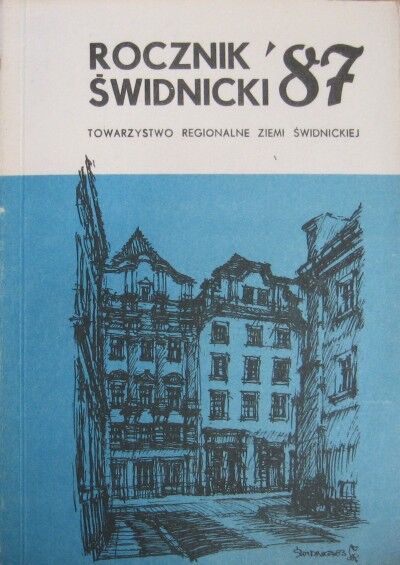 ROCZNIK '87
ŚWIDNICKI
TOWARZYSTWO REGIONALNE ZIEMI ŚWIDNICKIEJ